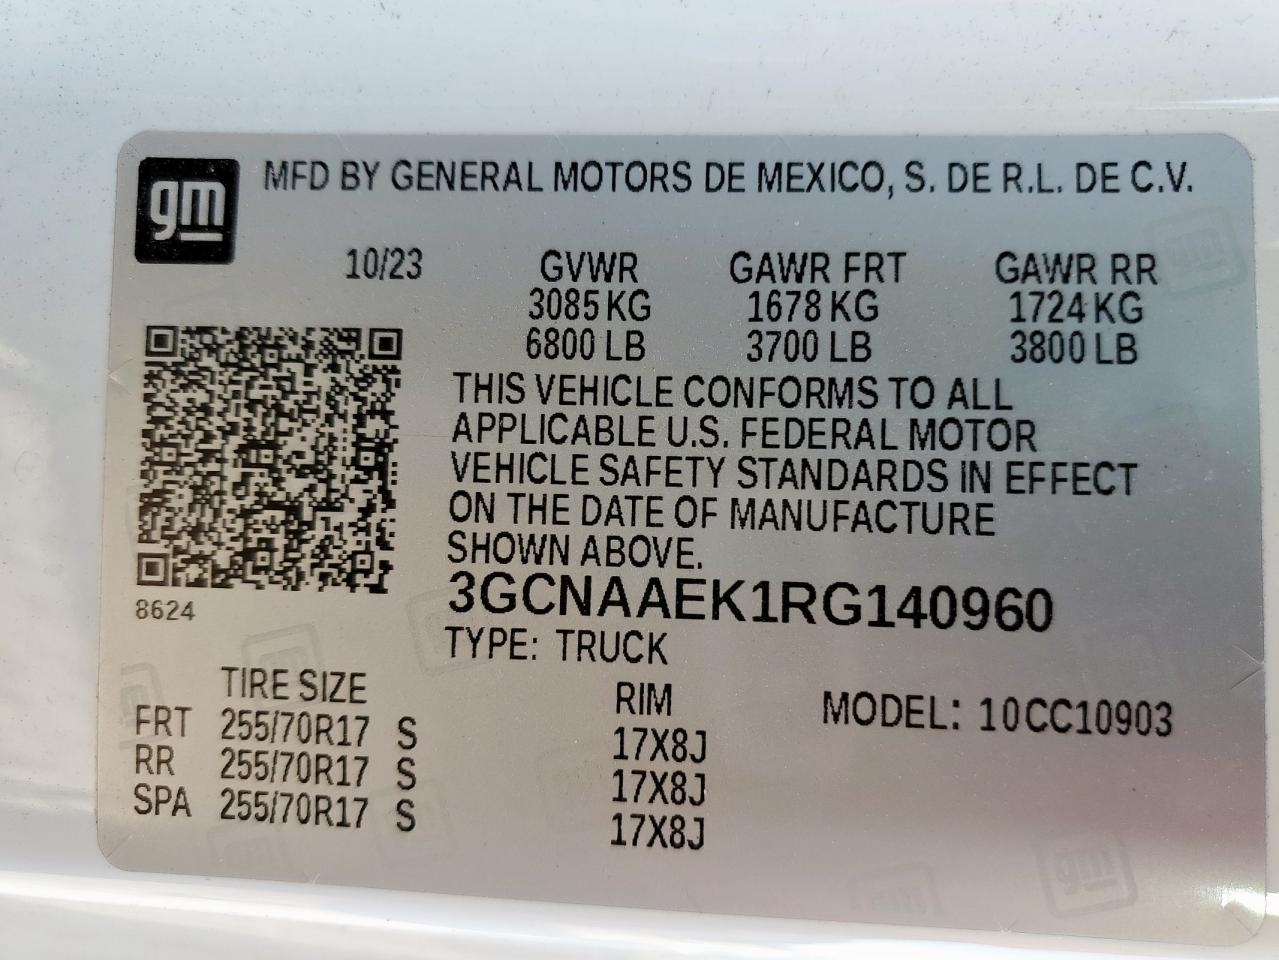 gm
MFD BY GENERAL MOTORS DE MEXICO, S. DE R.L. DE C.V.
10/23 GVWR GAWR FRT GAWR RR
3085 KG 1678 KG 1724 KG
6800 LB 3700 LB 3800 LB
THIS VEHICLE CONFORMS TO ALL
APPLICABLE U.S. FEDERAL MOTOR
VEHICLE SAFETY STANDARDS IN EFFECT
ON THE DATE OF MANUFACTURE
SHOWN ABOVE.
8624
3GCNAAEK1RG140960
TYPE: TRUCK
TIRE SIZE RIM MODEL: 10CC10903
FRT 255/70R17 S 17X8J
RR 255/70R17 S 17X8J
SPA 255/70R17 S 17X8J